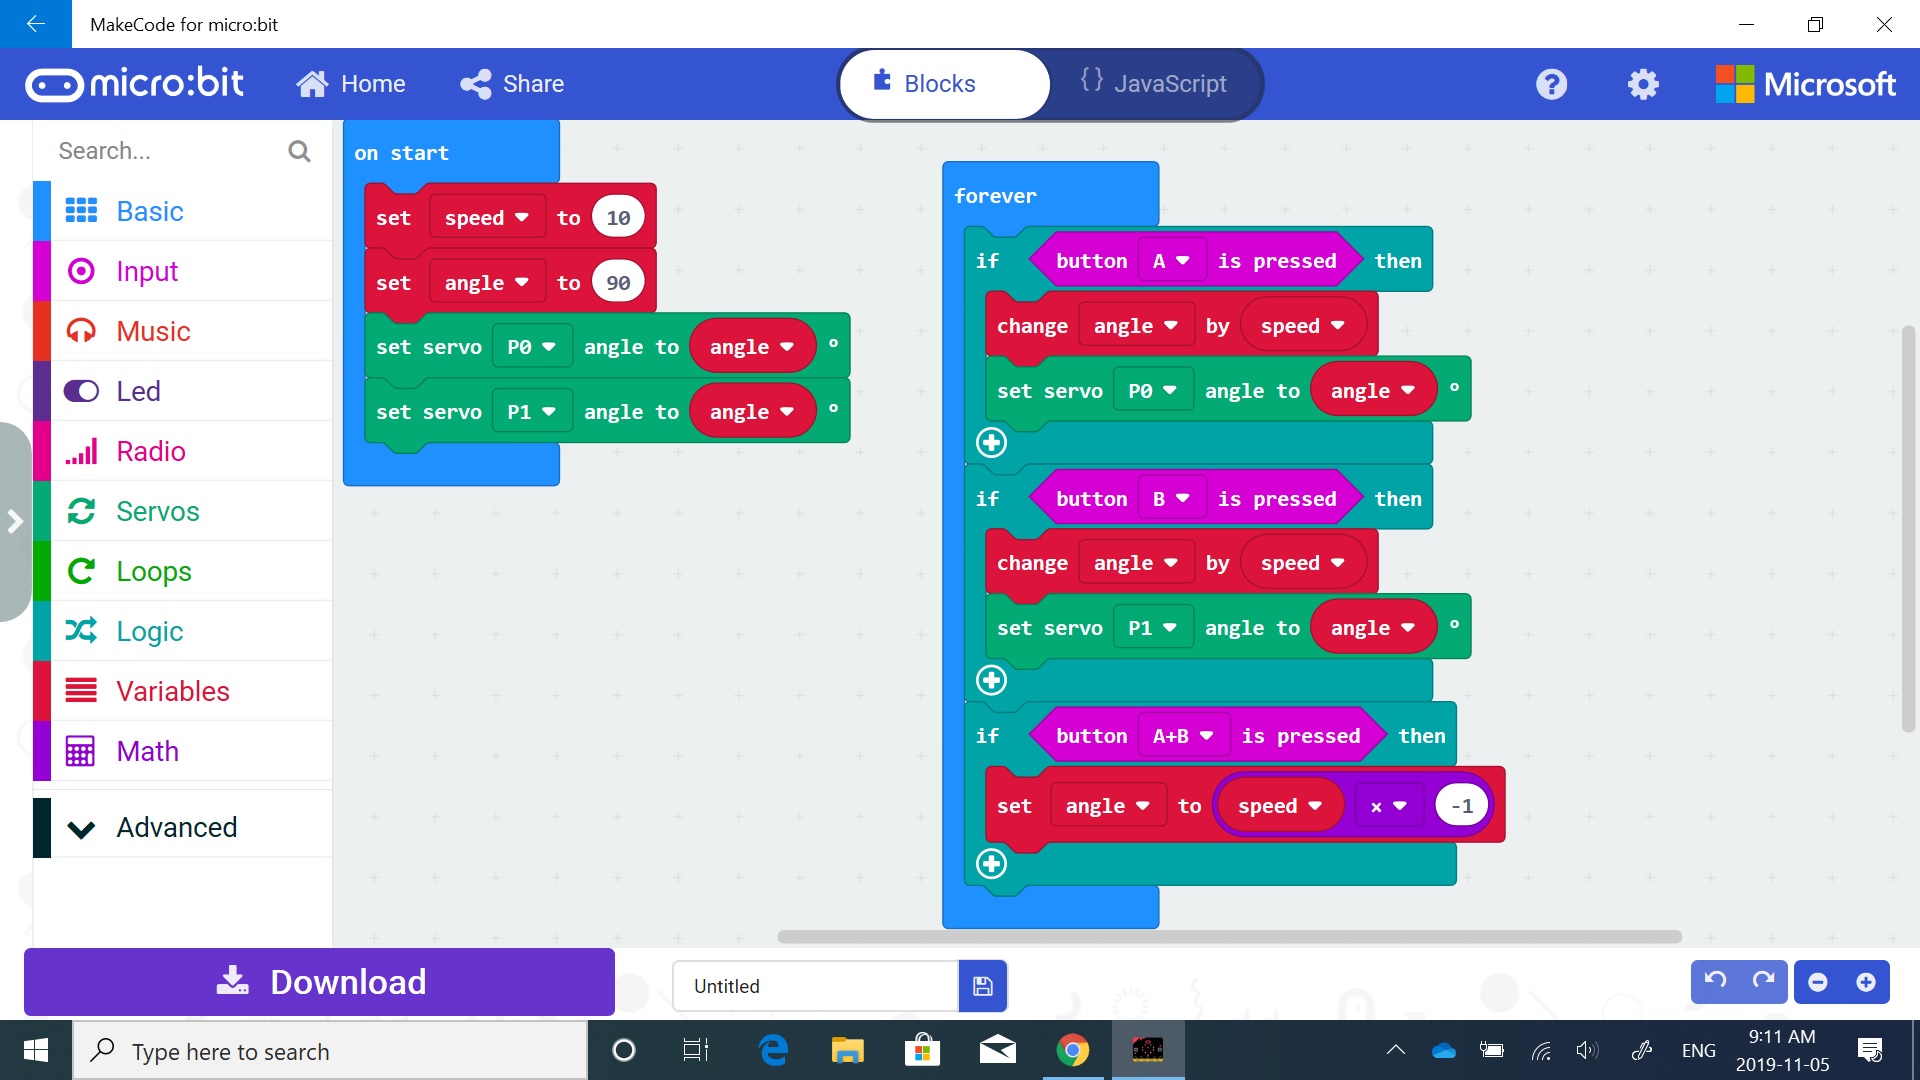 MakeCode for micro:bit
micro:bit Home Share Blocks {} JavaScript ? Microsoft
Search...
Basic
Input
Music
Led
Radio
Servos
Loops
Logic
Variables
Math
Advanced
on start
set speed to 10
set angle to 90
set servo P0 angle to angle °
set servo P1 angle to angle °
forever
if button A is pressed then
change angle by speed
set servo P0 angle to angle °
if button B is pressed then
change angle by speed
set servo P1 angle to angle °
if button A+B is pressed then
set angle to speed × -1
Download
Untitled
Type here to search
ENG
9:11 AM
2019-11-05